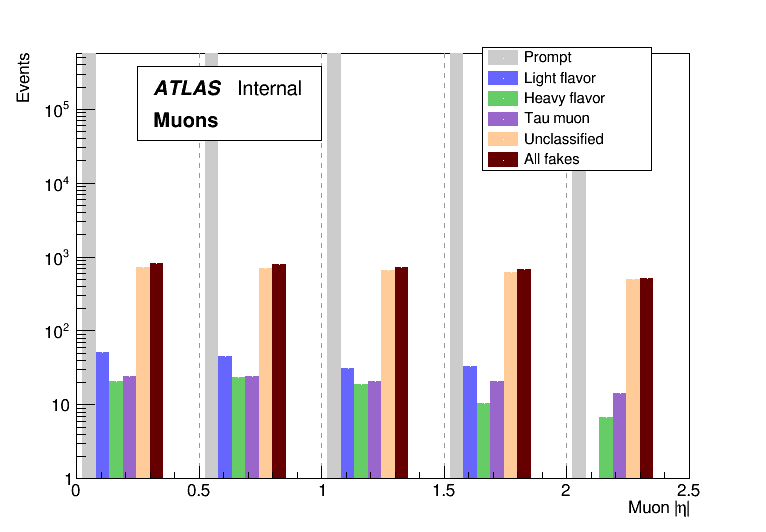 Events
10^5
10^4
10^3
10^2
10
1
ATLAS Internal
Muons
Prompt
Light flavor
Heavy flavor
Tau muon
Unclassified
All fakes
0 0.5 1 1.5 2 2.5
Muon |η|